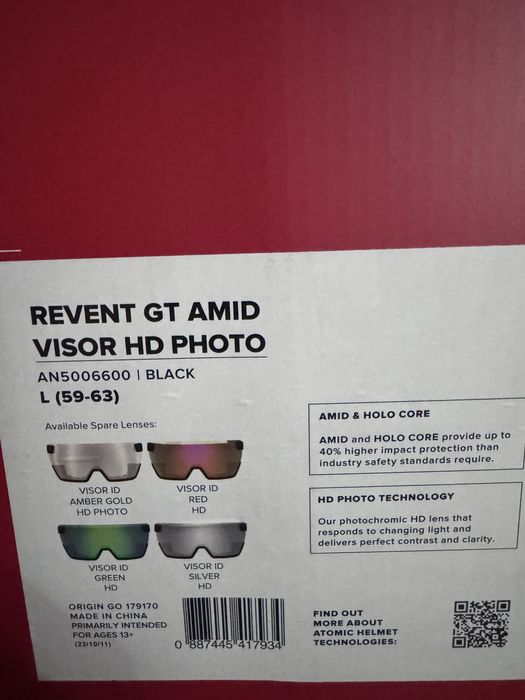 REVENT GT AMID
VISOR HD PHOTO
AN5006600 | BLACK
L (59-63)
Available Spare Lenses:
VISOR ID
AMBER GOLD
HD PHOTO
VISOR ID
RED
HD
VISOR ID
GREEN
HD
VISOR ID
SILVER
HD
AMID & HOLO CORE
AMID and HOLO CORE provide up to
40% higher impact protection than
industry safety standards require.
HD PHOTO TECHNOLOGY
Our photochromic HD lens that
responds to changing light and
delivers perfect contrast and clarity.
ORIGIN GO 179170
MADE IN CHINA
PRIMARILY INTENDED
FOR AGES 13+
(23/10/11)
0 887445 417934
FIND OUT
MORE ABOUT
ATOMIC HELMET
TECHNOLOGIES: